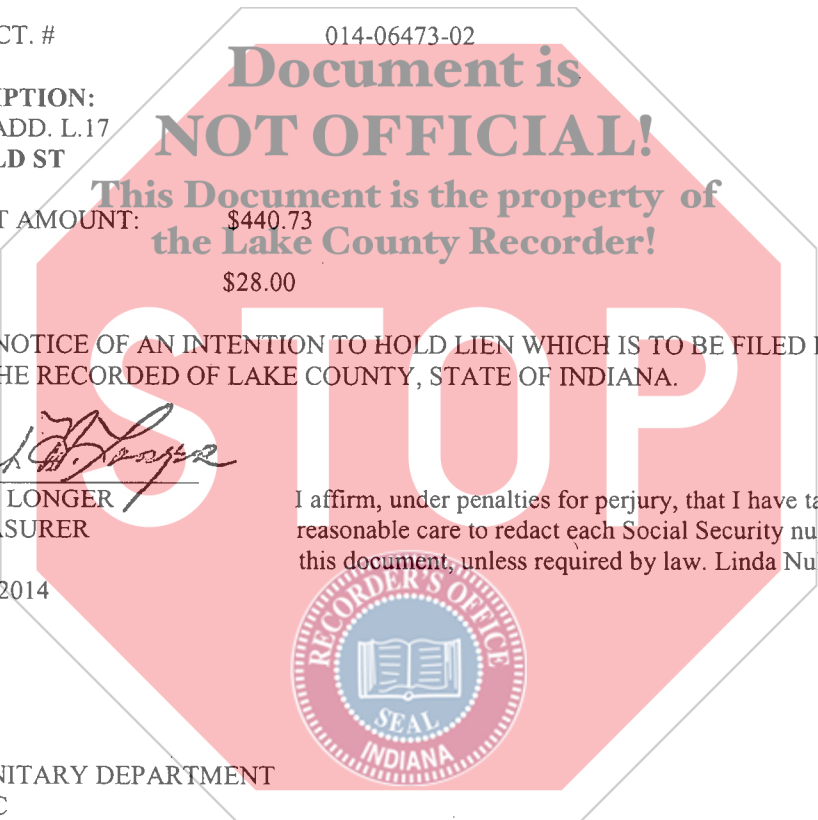 CT. # 014-06473-02
Document is
IPTION:
ADD. L.17
NOT OFFICIAL!
LD ST
This Document is the property of
T AMOUNT: $440.73
the Lake County Recorder!
$28.00
STOP
NOTICE OF AN INTENTION TO HOLD LIEN WHICH IS TO BE FILED
HE RECORDED OF LAKE COUNTY, STATE OF INDIANA.
LONGER
ASURER
I affirm, under penalties for perjury, that I have ta
reasonable care to redact each Social Security nu
this document, unless required by law. Linda Nu
2014
RECORDER'S OFFICE
SEAL
INDIANA
NITARY DEPARTMENT
C